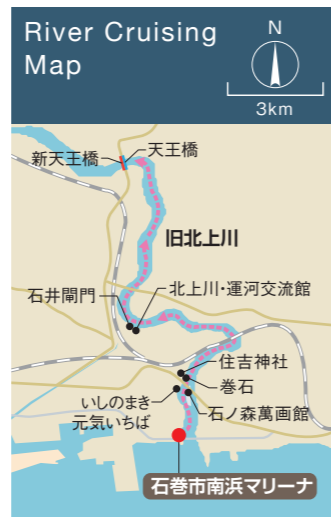 River Cruising
Map
N
3km
新天王橋
天王橋
旧北上川
石井閘門
北上川・運河交流館
住吉神社
巻石
いしのまき
元気いちば
石ノ森萬画館
石巻市南浜マリーナ